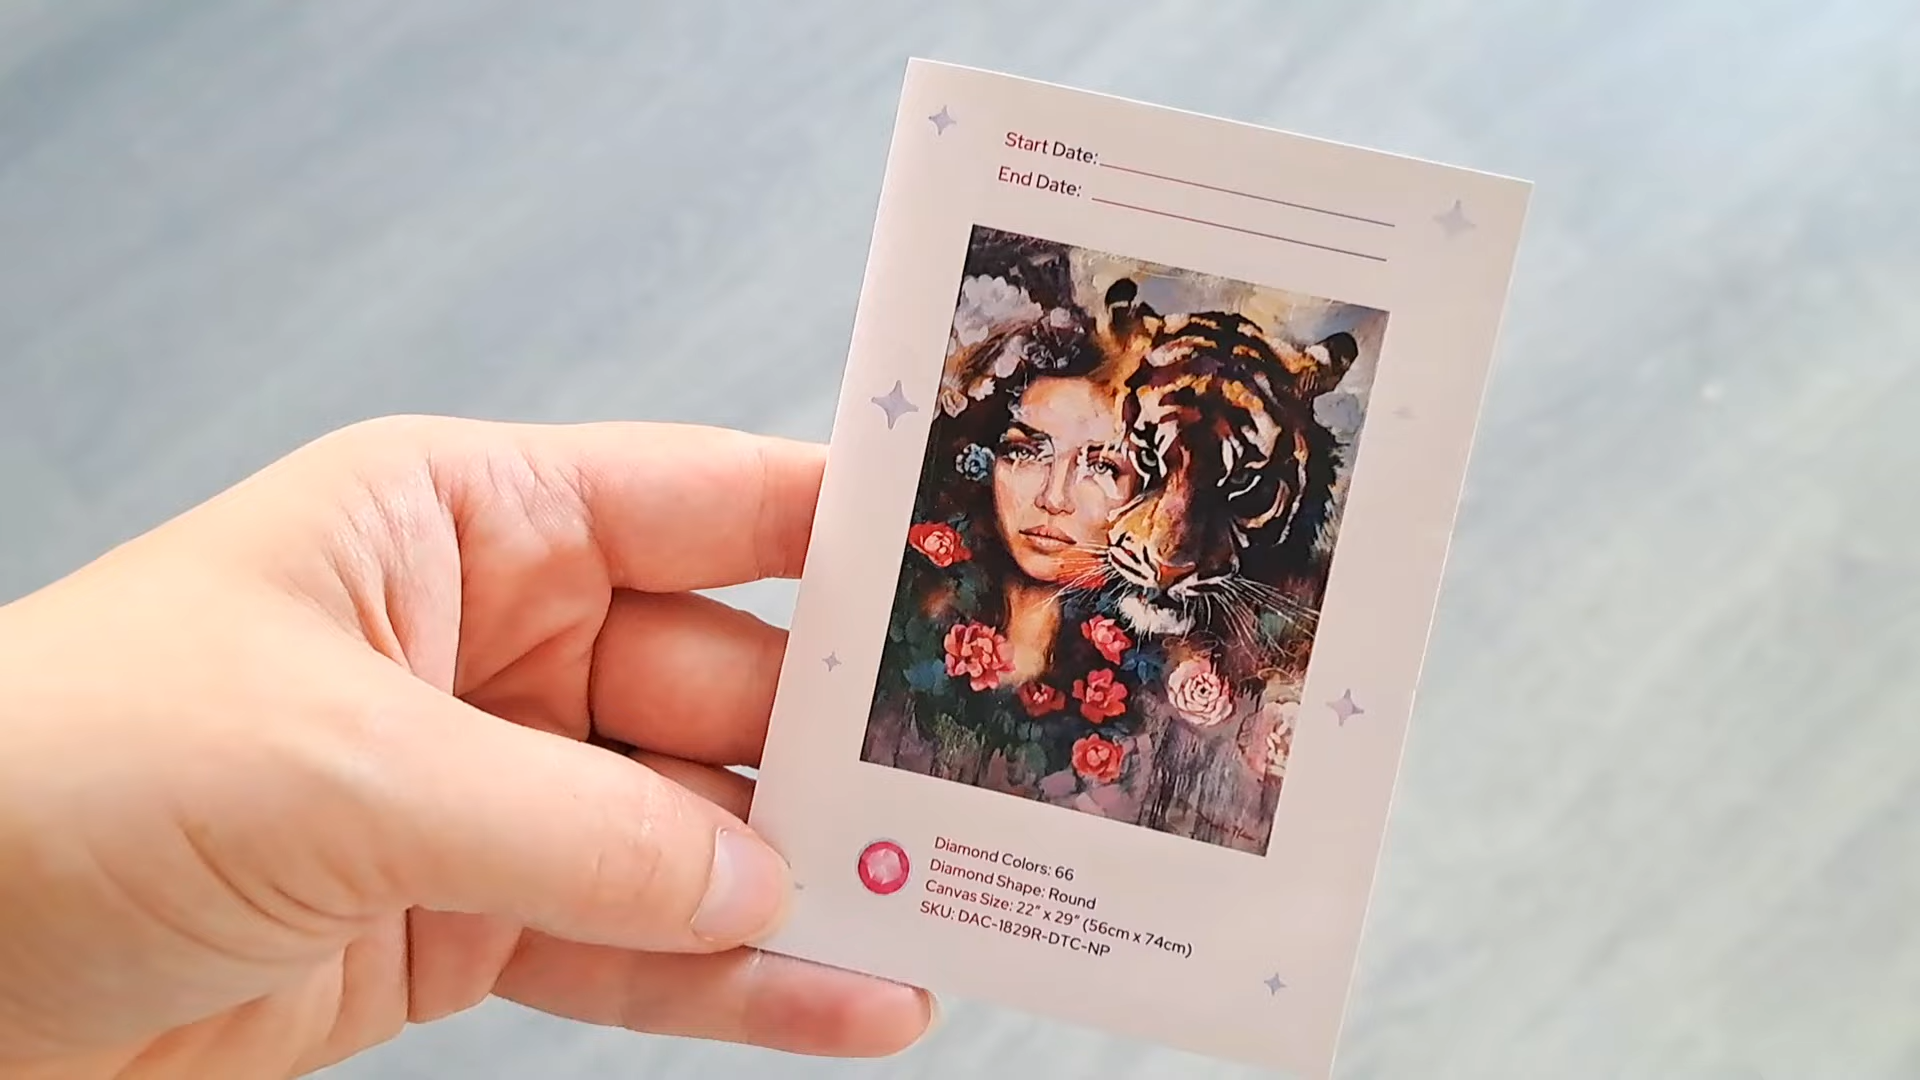 Start Date:
End Date:
Diamond Colors: 66
Diamond Shape: Round
Canvas Size: 22" x 29" (56cm x 74cm)
SKU: DAC-1829R-DTC-NP